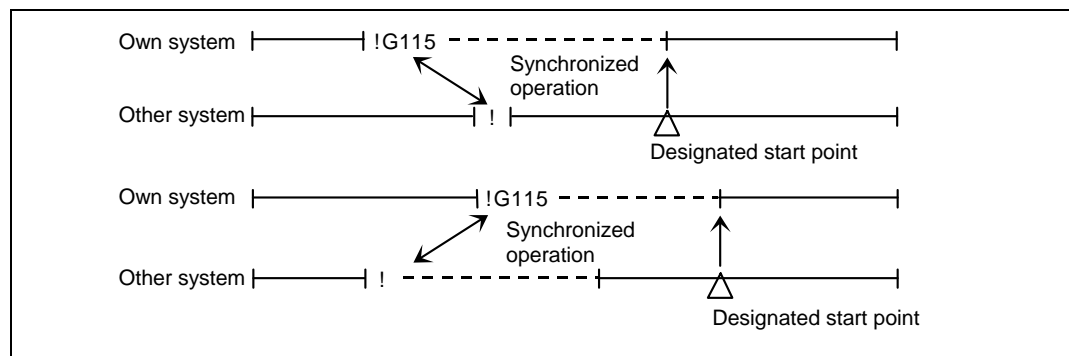 Own system !G115
Synchronized
operation
Other system !
Designated start point
Own system !G115
Synchronized
operation
Other system !
Designated start point